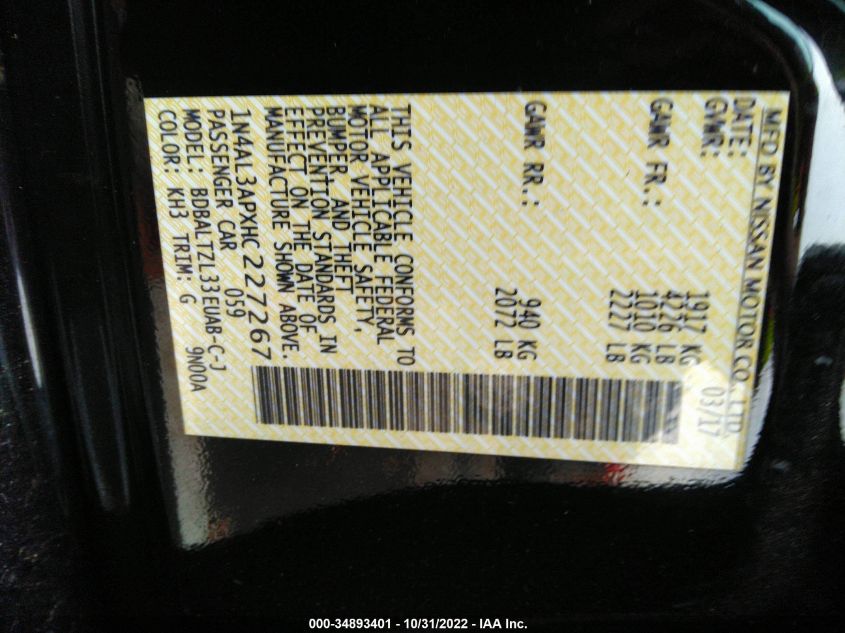 MFD BY NISSAN MOTOR CO., LTD.
DATE: 03/17
GVWR: 1917 KG
4226 LB
GAWR FR.: 1010 KG
2227 LB
GAWR RR.: 940 KG
2072 LB
THIS VEHICLE CONFORMS TO
ALL APPLICABLE FEDERAL
MOTOR VEHICLE SAFETY,
BUMPER AND THEFT
PREVENTION STANDARDS IN
EFFECT ON THE DATE OF
MANUFACTURE SHOWN ABOVE.
1N4AL3APXHC227267
PASSENGER CAR 059
MODEL: BDBALTZL33EUAB-C-J
COLOR: KH3 TRIM: G 9N00A
000-34893401 / 10/31/2022 - IAA Inc.